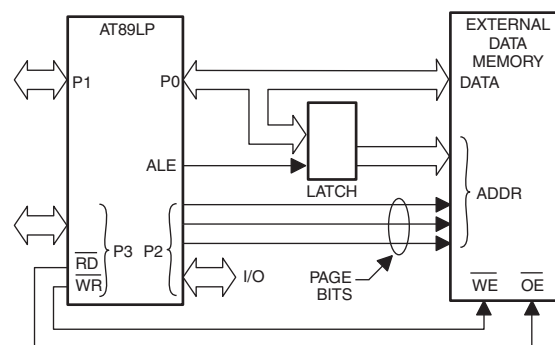 AT89LP
EXTERNAL
DATA
MEMORY
P1
P0
DATA
ALE
LATCH
ADDR
P3
P2
RD
WR
I/O
PAGE
BITS
WE
OE